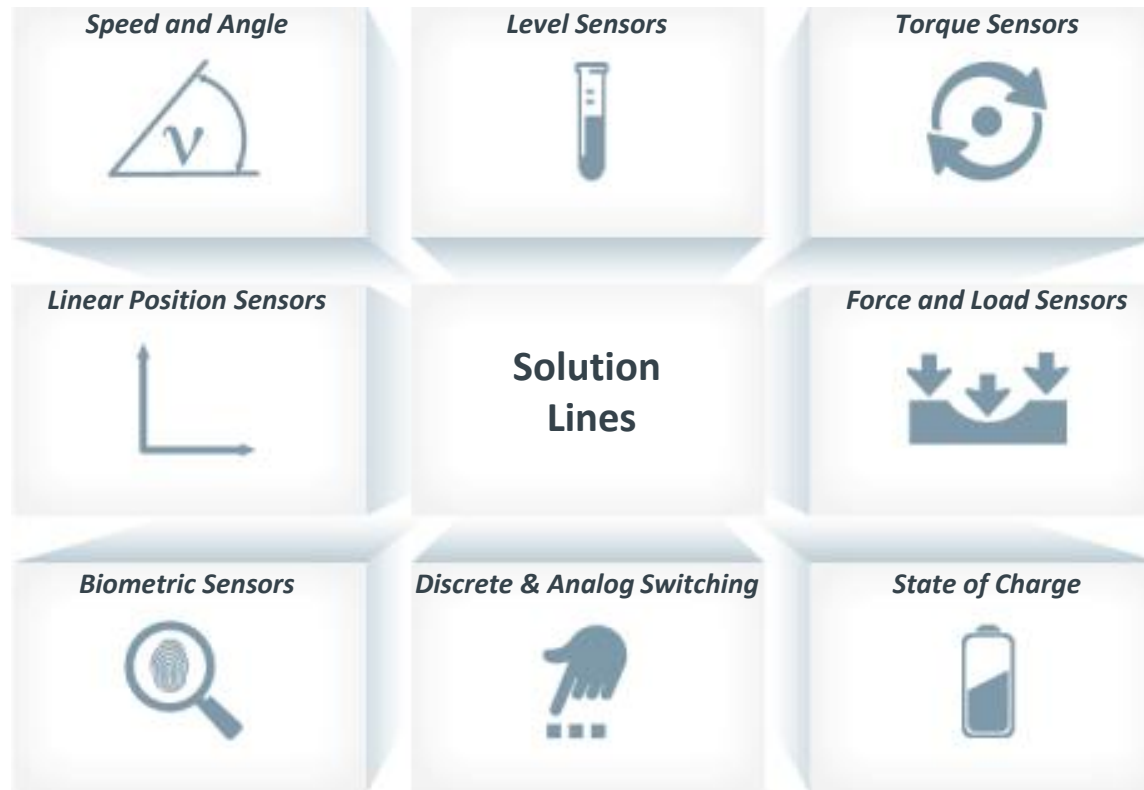 Speed and Angle
Level Sensors
Torque Sensors
ν
Linear Position Sensors
Solution
Lines
Force and Load Sensors
Biometric Sensors
Discrete & Analog Switching
State of Charge